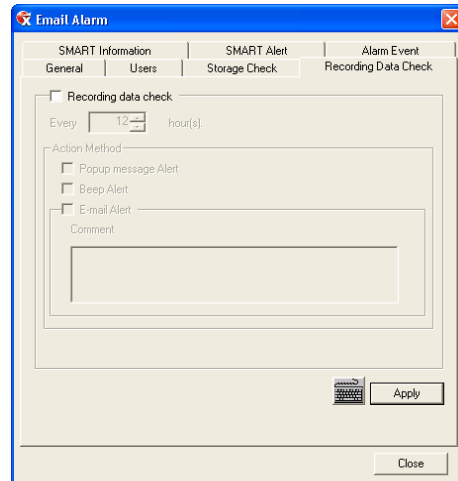 Email Alarm
SMART Information SMART Alert Alarm Event
General Users Storage Check Recording Data Check
Recording data check
Every 12 hour(s).
Action Method
Popup message Alert
Beep Alert
E-mail Alert
Comment
Apply
Close